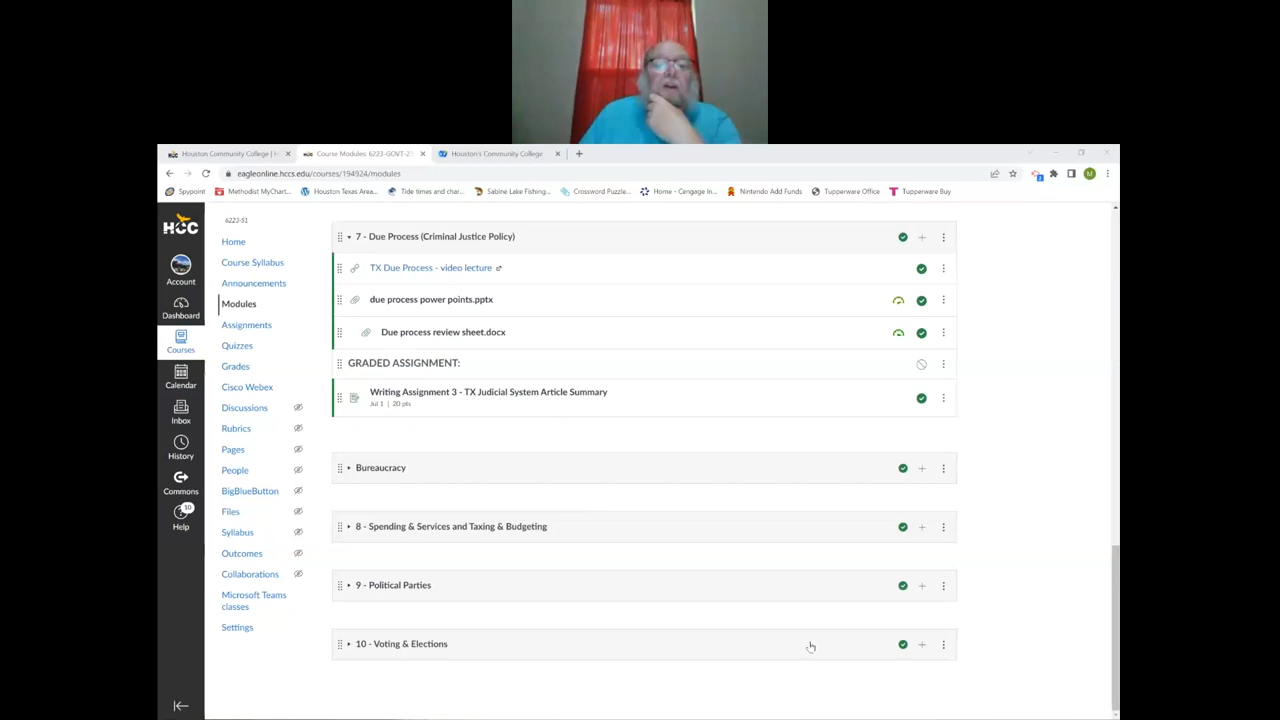 Houston Community College | H
Course Modules: 6223-GOVT-23
Houston's Community College
eagleonline.hccs.edu/courses/194924/modules
Spypoint
Methodist MyChart...
Houston Texas Area...
Tide times and char...
Sabine Lake Fishing...
Crossword Puzzle...
Home - Cengage In...
Nintendo Add Funds
Tupperware Office
Tupperware Buy
HCC
Account
Dashboard
Courses
Calendar
Inbox
History
Commons
10
Help
6223-51
Home
Course Syllabus
Announcements
Modules
Assignments
Quizzes
Grades
Cisco Webex
Discussions
Rubrics
Pages
People
BigBlueButton
Files
Syllabus
Outcomes
Collaborations
Microsoft Teams
classes
Settings
7 - Due Process (Criminal Justice Policy)
TX Due Process - video lecture
due process power points.pptx
Due process review sheet.docx
GRADED ASSIGNMENT:
Writing Assignment 3 - TX Judicial System Article Summary
Jul 1 | 20 pts
Bureaucracy
8 - Spending & Services and Taxing & Budgeting
9 - Political Parties
10 - Voting & Elections